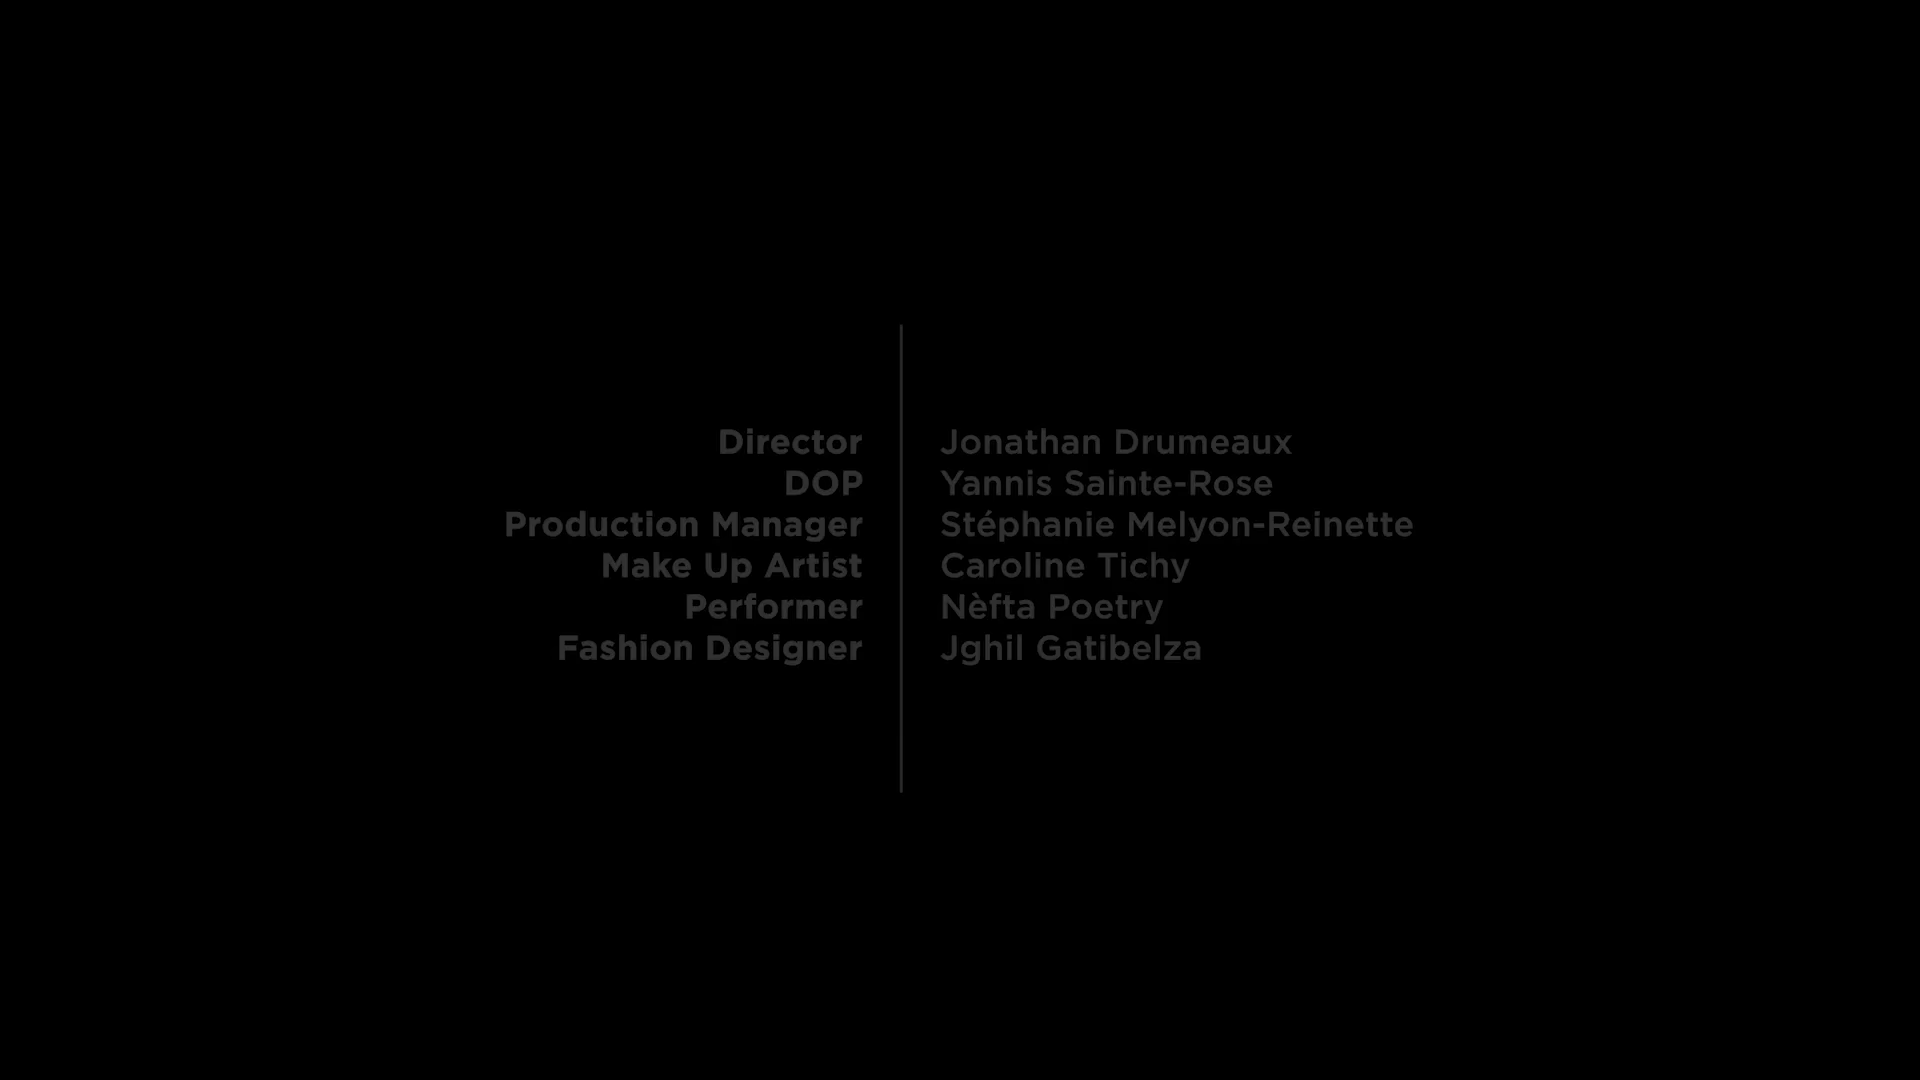 Director Jonathan Drumeaux
DOP Yannis Sainte-Rose
Production Manager Stéphanie Melyon-Reinette
Make Up Artist Caroline Tichy
Performer Nèfta Poetry
Fashion Designer Jghil Gatibelza